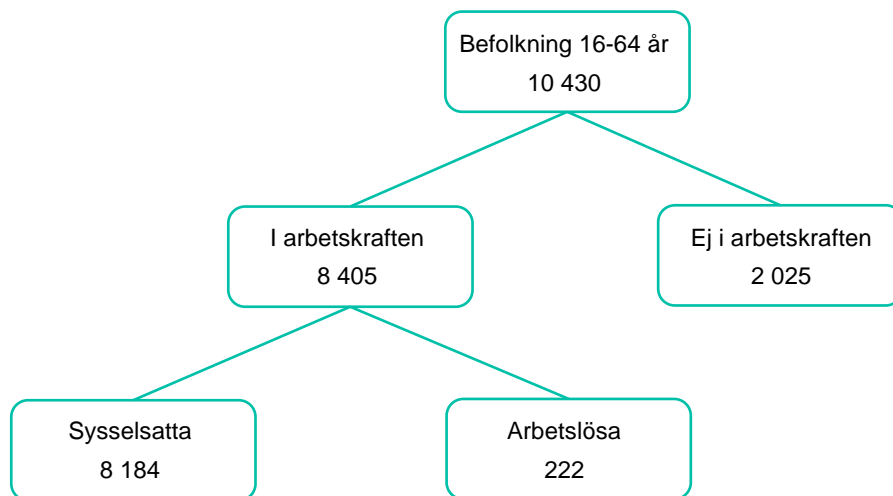 Befolkning 16-64 år
10 430
I arbetskraften
8 405
Ej i arbetskraften
2 025
Sysselsatta
8 184
Arbetslösa
222